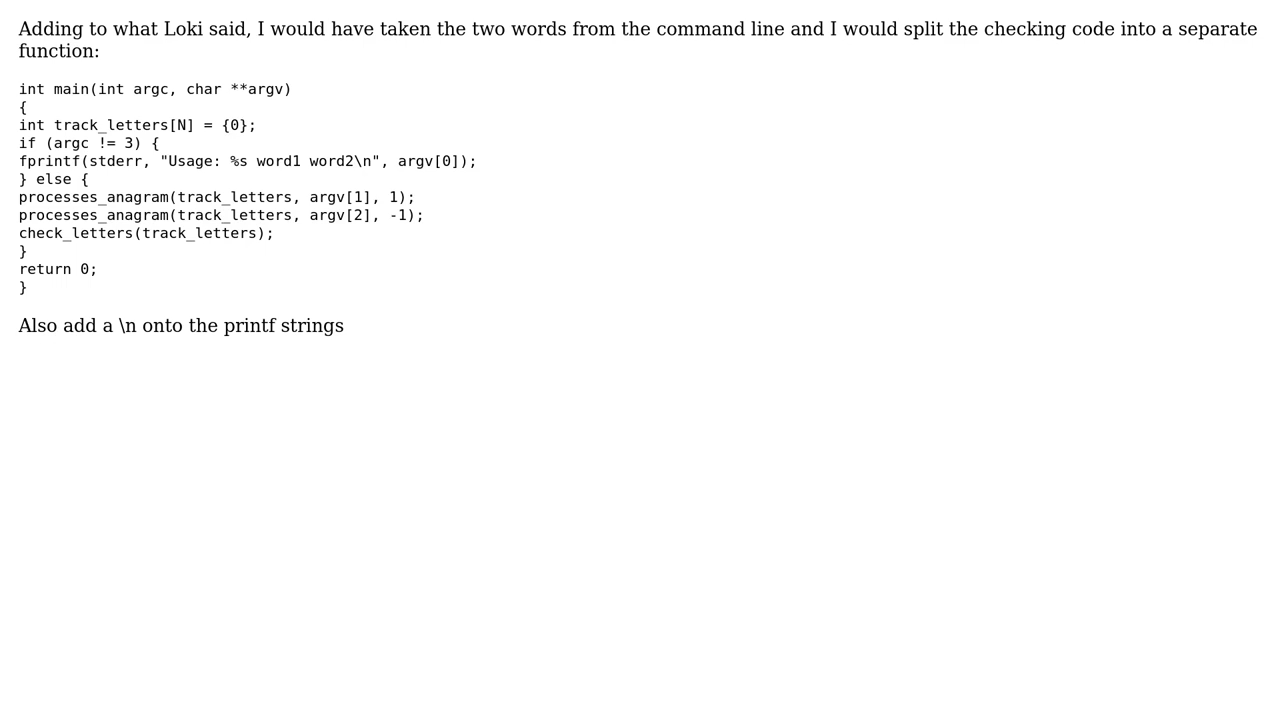 Adding to what Loki said, I would have taken the two words from the command line and I would split the checking code into a separate
function:
int main(int argc, char **argv)
{
int track_letters[N] = {0};
if (argc != 3) {
fprintf(stderr, "Usage: %s word1 word2\n", argv[0]);
} else {
processes_anagram(track_letters, argv[1], 1);
processes_anagram(track_letters, argv[2], -1);
check_letters(track_letters);
}
return 0;
}
Also add a \n onto the printf strings